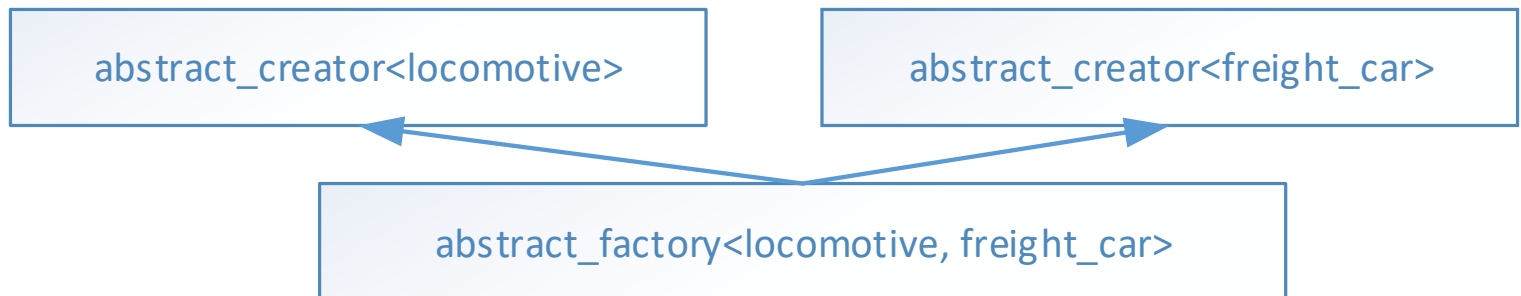 abstract_creator<locomotive>
abstract_creator<freight_car>
abstract_factory<locomotive, freight_car>